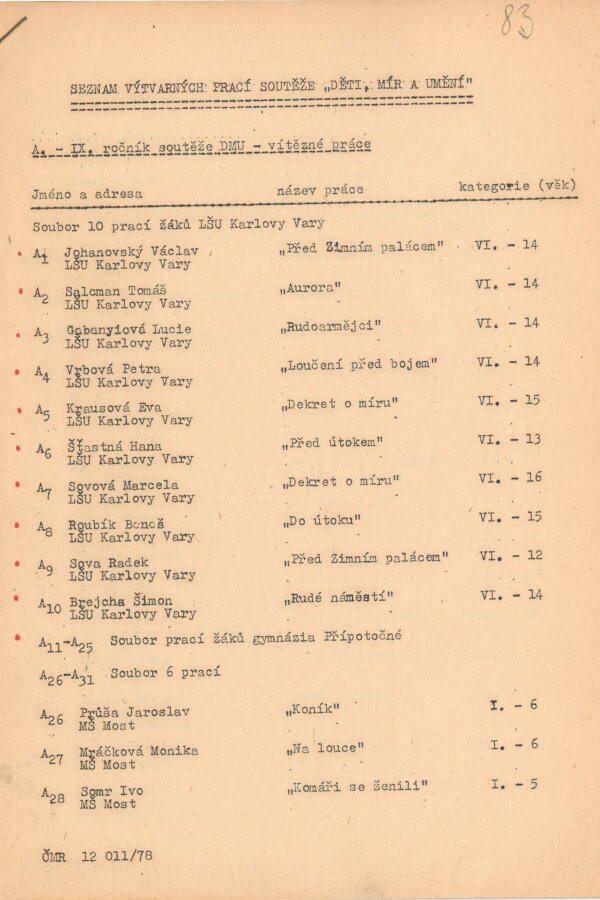 83
SEZNAM VÝTVARNÝCH PRACÍ SOUTĚŽE „DĚTI, MÍR A UMĚNÍ"
A. - IX. ročník soutěže DMU - vítězné práce
Jméno a adresa název práce kategorie (věk)
Soubor 10 prací žáků LŠU Karlovy Vary
A1 Johanovský Václav „Před Zimním palácem" VI. - 14
LŠU Karlovy Vary
A2 Salcman Tomáš „Aurora" VI. - 14
LŠU Karlovy Vary
A3 Gabanyiová Lucie „Rudoarmějci" VI. - 14
LŠU Karlovy Vary
A4 Vrbová Petra „Loučení před bojem" VI. - 14
LŠU Karlovy Vary
A5 Krausová Eva „Dekret o míru" VI. - 15
LŠU Karlovy Vary
A6 Šťastná Hana „Před útokem" VI. - 13
LŠU Karlovy Vary
A7 Sovová Marcela „Dekret o míru" VI. - 16
LŠU Karlovy Vary
A8 Roubík Beneš „Do útoku" VI. - 15
LŠU Karlovy Vary
A9 Sova Radek „Před Zimním palácem" VI. - 12
LŠU Karlovy Vary
A10 Brejcha Šimon „Rudé náměstí" VI. - 14
LŠU Karlovy Vary
A11-A25 Soubor prací žáků gymnázia Přípotočné
A26-A31 Soubor 6 prací
A26 Průša Jaroslav „Koník" I. - 6
MŠ Most
A27 Mráčková Monika „Na louce" I. - 6
MŠ Most
A28 Somr Ivo „Komáři se ženili" I. - 5
MŠ Most
ČMR 12 011/78